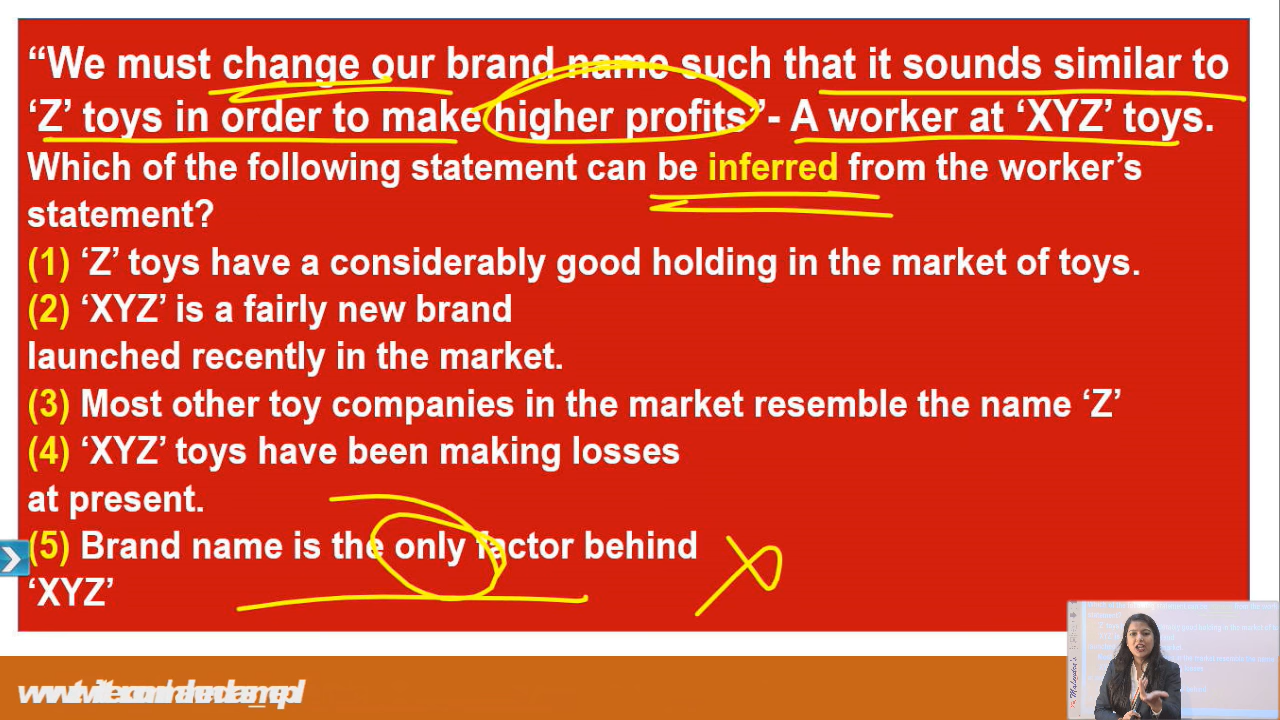 “We must change our brand name such that it sounds similar to
‘Z’ toys in order to make higher profits”- A worker at ‘XYZ’ toys.
Which of the following statement can be inferred from the worker’s
statement?
(1) ‘Z’ toys have a considerably good holding in the market of toys.
(2) ‘XYZ’ is a fairly new brand
launched recently in the market.
(3) Most other toy companies in the market resemble the name ‘Z’
(4) ‘XYZ’ toys have been making losses
at present.
(5) Brand name is the only factor behind
‘XYZ’